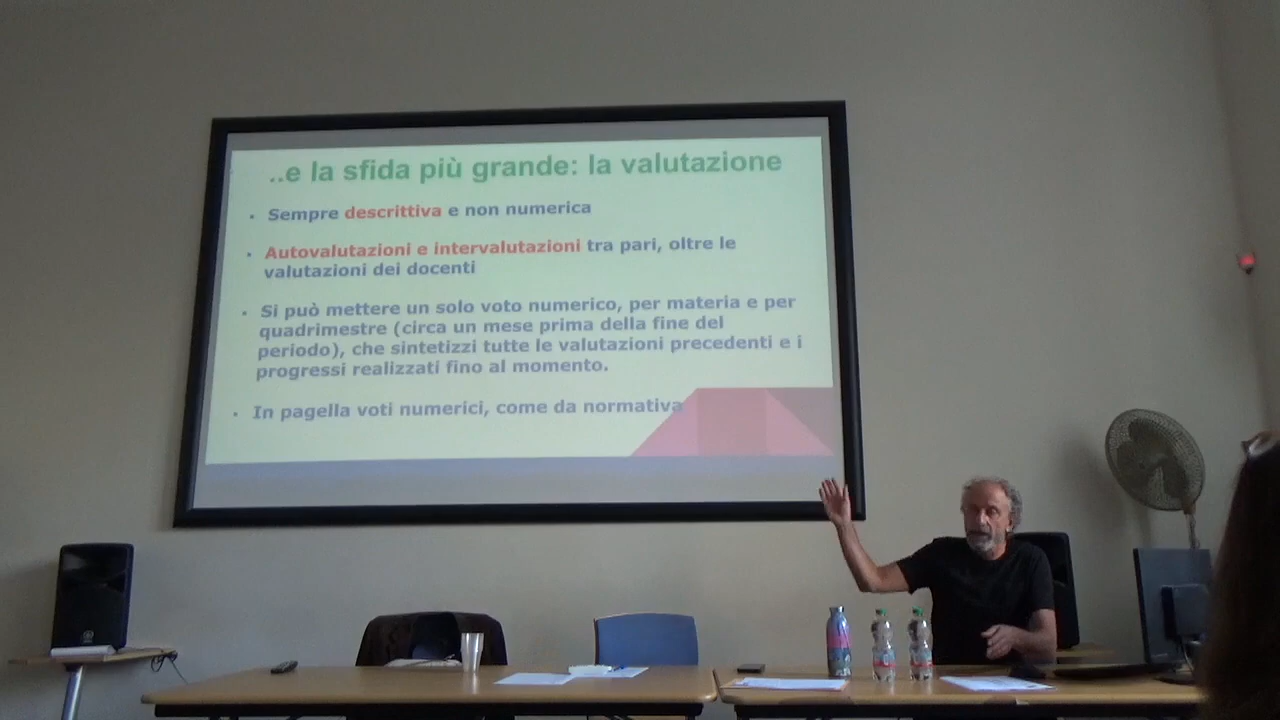 ..e la sfida più grande: la valutazione
• Sempre descrittiva e non numerica
• Autovalutazioni e intervalutazioni tra pari, oltre le
valutazioni dei docenti
• Si può mettere un solo voto numerico, per materia e per
quadrimestre (circa un mese prima della fine del
periodo), che sintetizzi tutte le valutazioni precedenti e i
progressi realizzati fino al momento.
• In pagella voti numerici, come da normativa